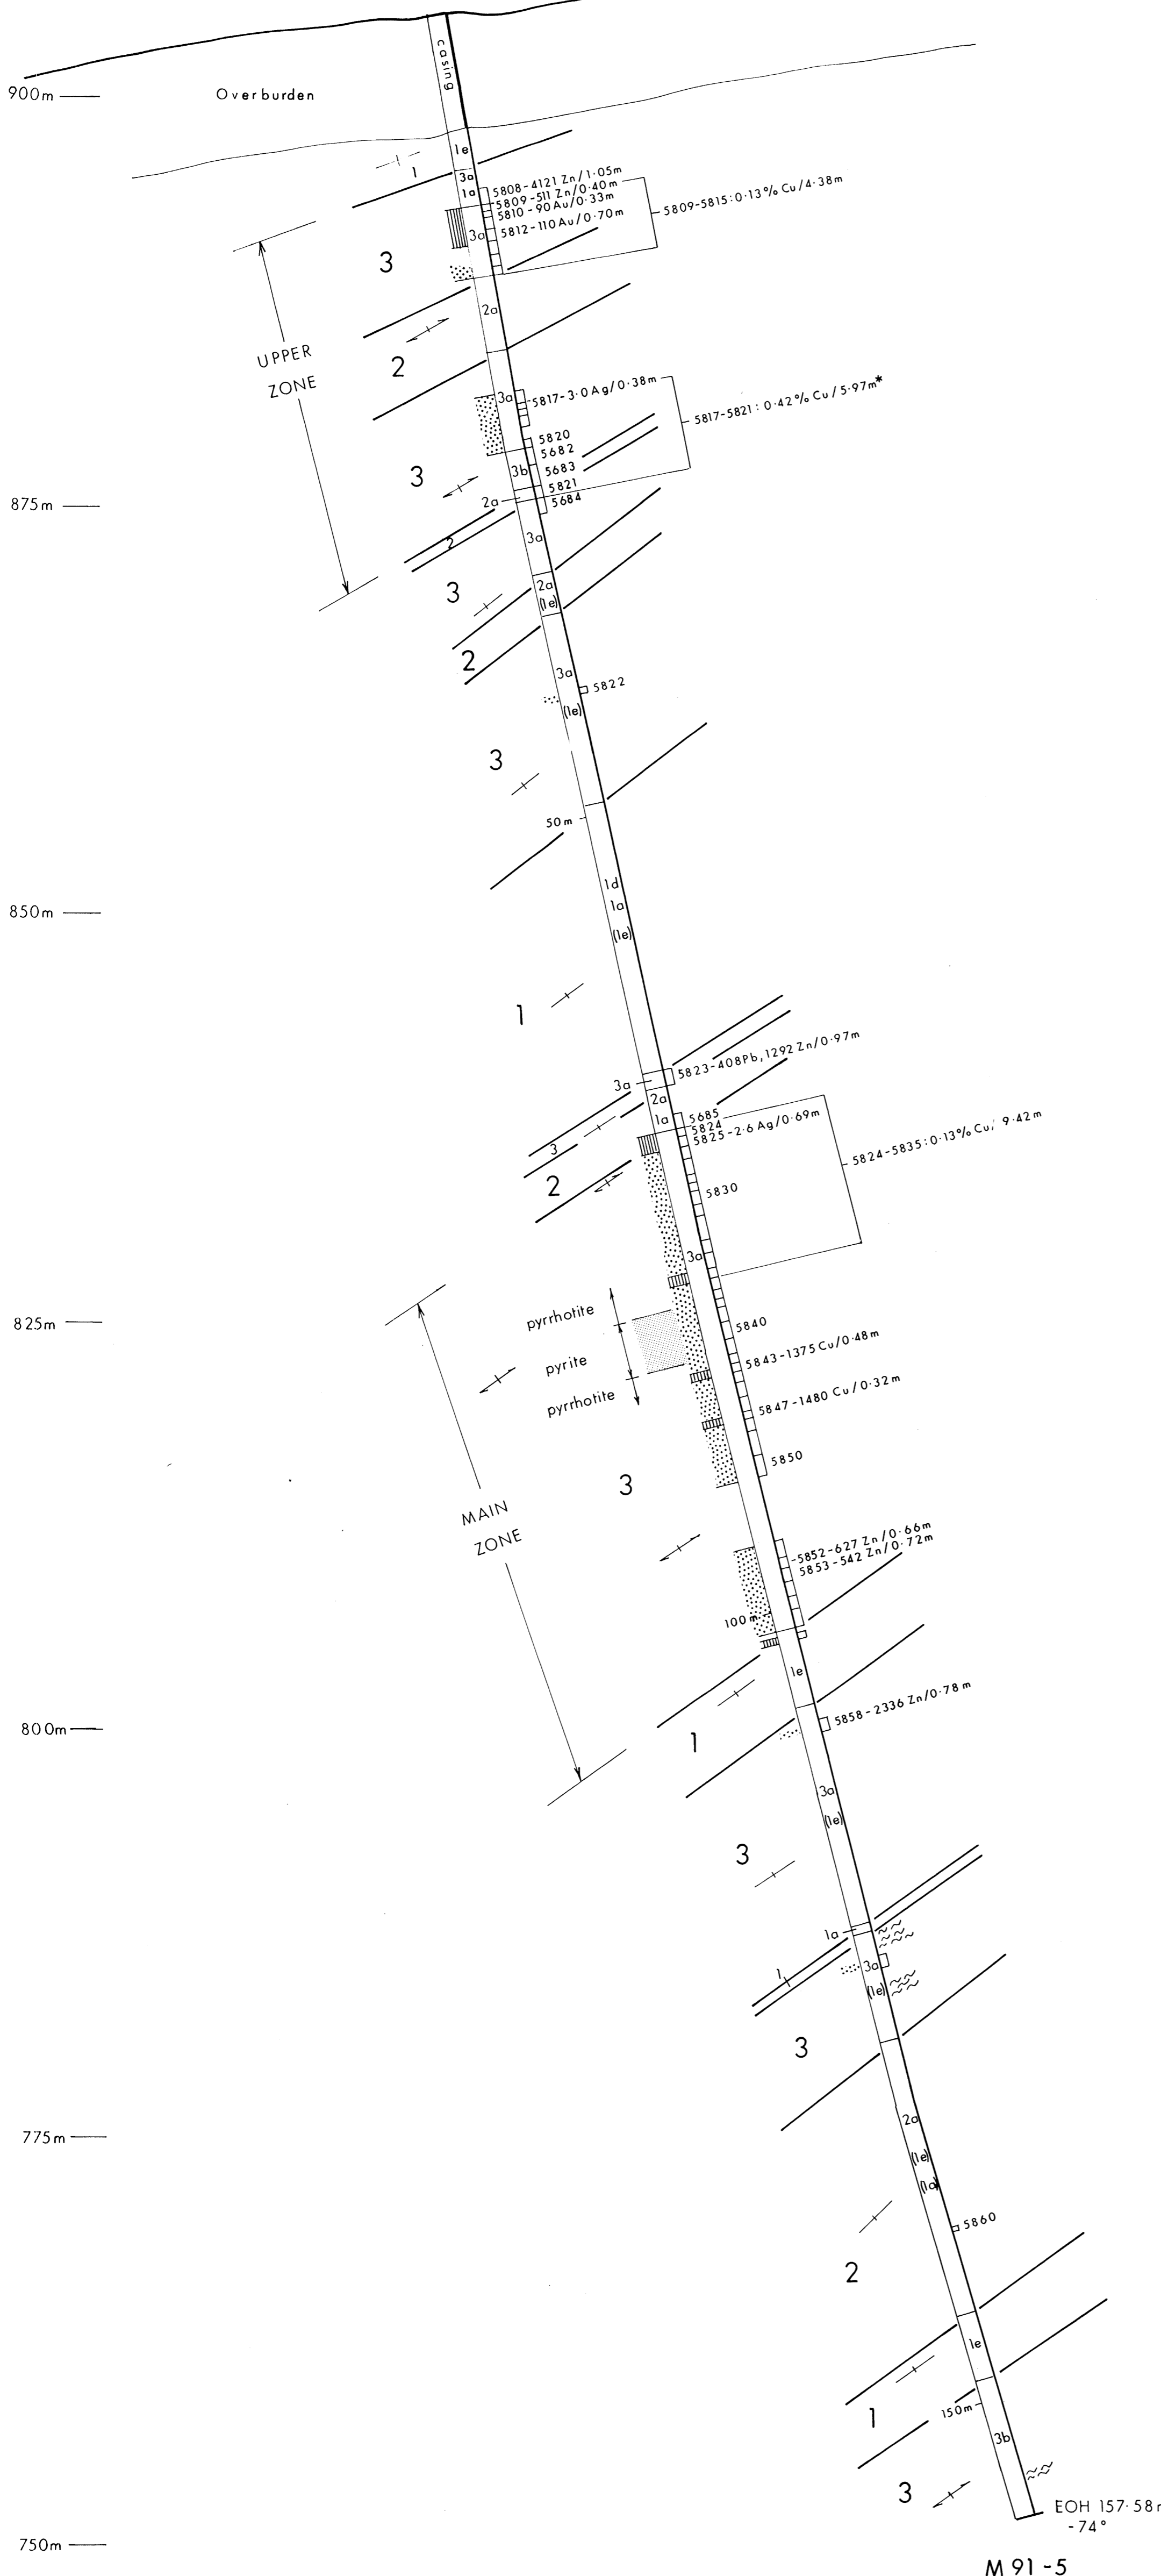 casing
900m
Overburden
1e
1
3a
1a
5808-4121 Zn/1·05m
5809-511 Zn/0·40m
5810-90 Au/0·33m
5812-110 Au/0·70m
5809-5815:0·13% Cu/4·38m
3a
3
2a
UPPER
ZONE
2
3a
5817-3·0 Ag/0·38m
5817-5821: 0·42% Cu/5·97m*
5820
5682
3b
5683
3
5821
2a
5684
875m
3a
2
2a
3
(1e)
2
3a
5822
(1e)
3
50m
1d
1a
850m
(1e)
1
5823-408Pb, 1292 Zn/0·97m
3a
2a
1a
5685
5824
5825-2·6 Ag/0·69m
5824-5835:0·13% Cu/ 9·42m
3
2
5830
3a
pyrrhotite
825m
5840
pyrite
5843-1375 Cu/0·48m
pyrrhotite
5847-1480 Cu/0·32m
5850
3
MAIN
ZONE
5852-627 Zn/0·66m
5853-542 Zn/0·72m
100m
1e
5858-2336 Zn/0·78m
800m
1
3a
(1e)
3
1a
3a
1
(1e)
3
2a
775m
(1e)
(1a)
5860
2
1e
1
150m
3b
3
EOH 157·58m
-74°
750m
M 91-5